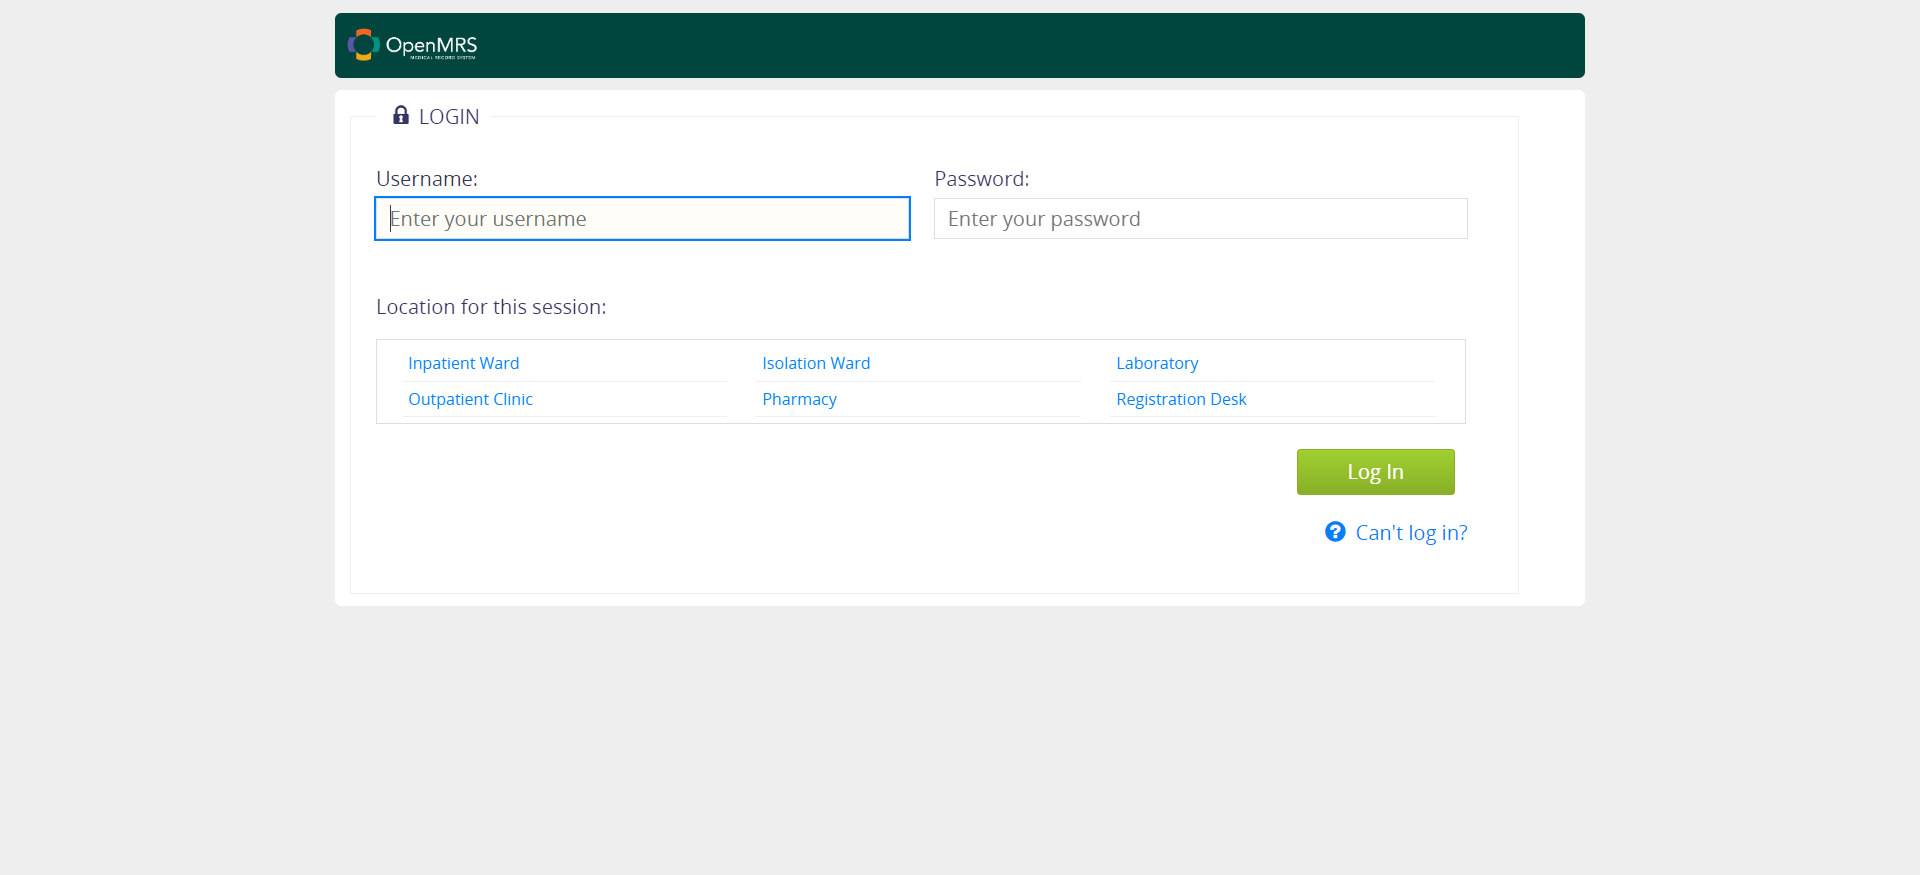 OpenMRS
MEDICAL RECORD SYSTEM
LOGIN
Username:
Password:
Enter your username
Enter your password
Location for this session:
Inpatient Ward
Isolation Ward
Laboratory
Outpatient Clinic
Pharmacy
Registration Desk
Log In
Can't log in?